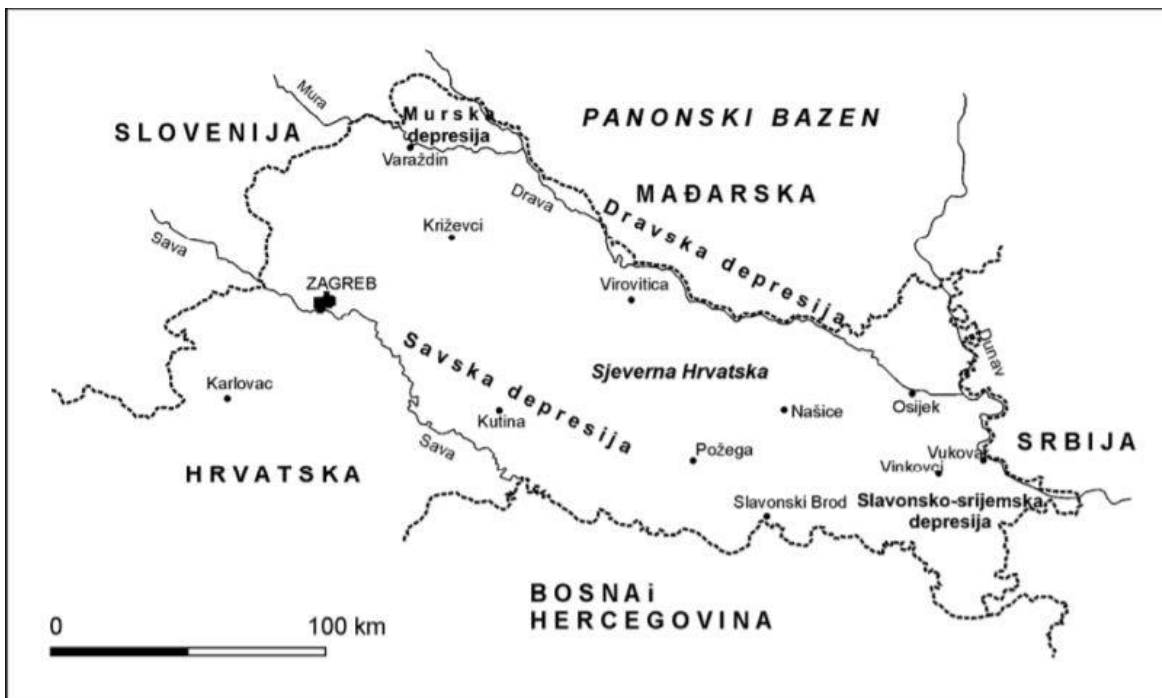 Mura
SLOVENIJA
Murska
depresija
Varaždin
PANONSKI BAZEN
MAĐARSKA
Drava
Dravska depresija
Križevci
Sava
ZAGREB
Virovitica
Dunav
Savska depresija
Sjeverna Hrvatska
Karlovac
Kutina
Našice
Osijek
Sava
Požega
SRBIJA
HRVATSKA
Vukova
Vinkovci
Slavonski Brod
Slavonsko-srijemska
depresija
BOSNA i
HERCEGOVINA
0 100 km